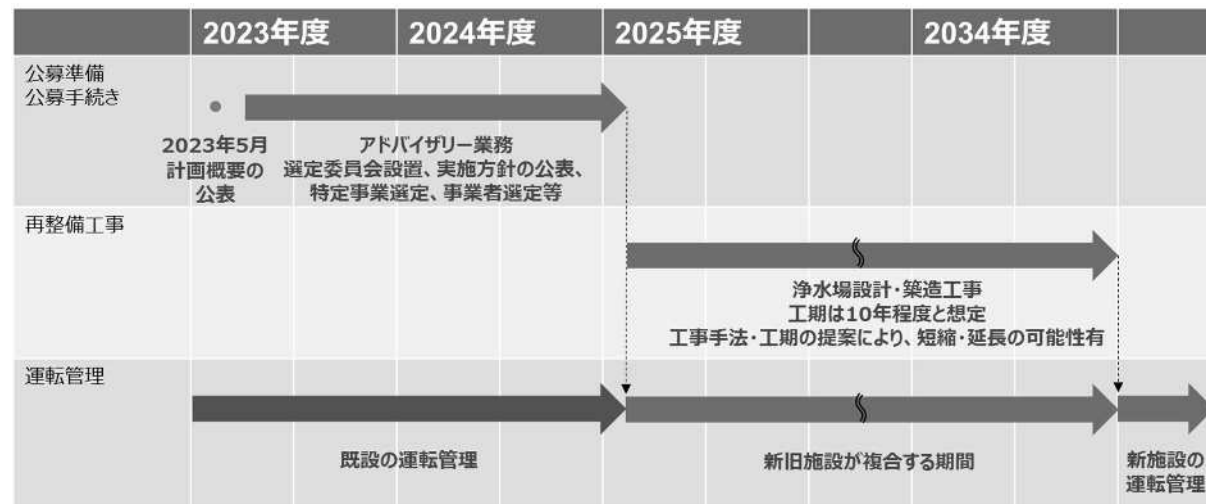 2023年度 2024年度 2025年度 2034年度
公募準備
公募手続き
2023年5月
計画概要の
公表
アドバイザリー業務
選定委員会設置、実施方針の公表、
特定事業選定、事業者選定等
再整備工事
浄水場設計・築造工事
工期は10年程度と想定
工事手法・工期の提案により、短縮・延長の可能性有
運転管理
既設の運転管理
新旧施設が複合する期間
新施設の
運転管理